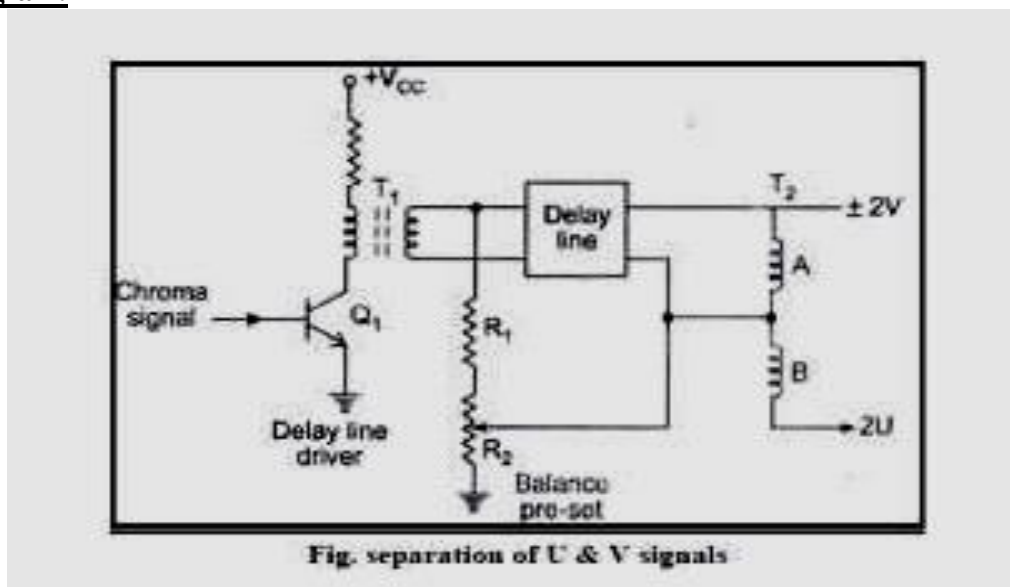 +V_CC
T₁
Delay
line
T₂
± 2V
A
Chroma
signal
Q₁
R₁
B
Delay line
driver
R₂
2U
Balance
pre-set
Fig. separation of U & V signals